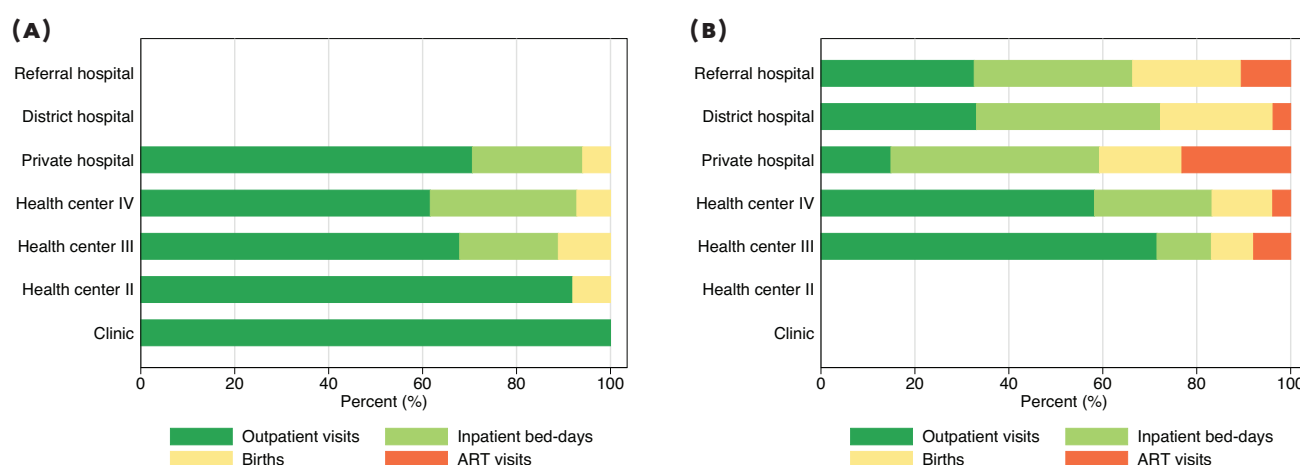 (A)
Referral hospital
District hospital
Private hospital
Health center IV
Health center III
Health center II
Clinic
0 20 40 60 80 100
Percent (%)
Outpatient visits Inpatient bed-days
Births ART visits
(B)
Referral hospital
District hospital
Private hospital
Health center IV
Health center III
Health center II
Clinic
0 20 40 60 80 100
Percent (%)
Outpatient visits Inpatient bed-days
Births ART visits